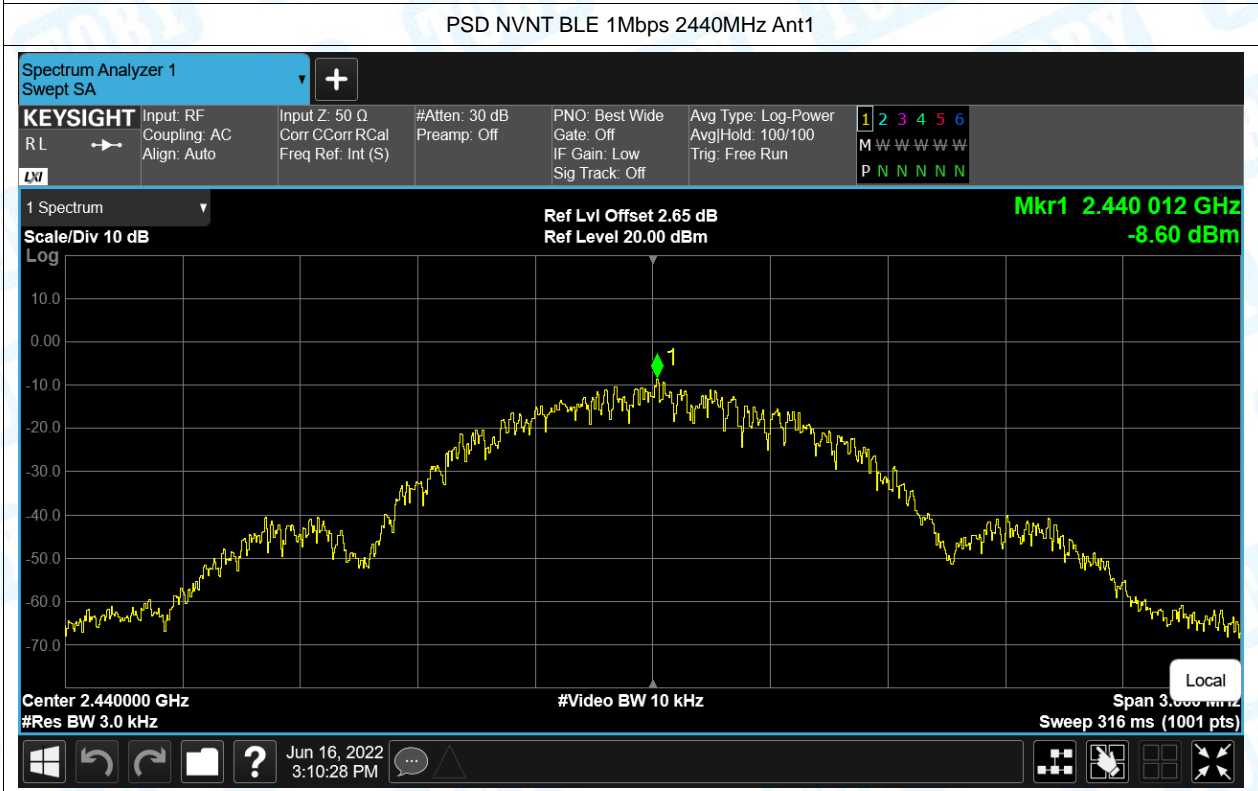 PSD NVNT BLE 1Mbps 2440MHz Ant1
Spectrum Analyzer 1
Swept SA
KEYSIGHT
R L
LXI
Input: RF
Coupling: AC
Align: Auto
Input Z: 50 Ω
Corr CCorr RCal
Freq Ref: Int (S)
#Atten: 30 dB
Preamp: Off
PNO: Best Wide
Gate: Off
IF Gain: Low
Sig Track: Off
Avg Type: Log-Power
Avg|Hold: 100/100
Trig: Free Run
1 2 3 4 5 6
M W W W W W
P N N N N N
1 Spectrum
Scale/Div 10 dB
Ref Lvl Offset 2.65 dB
Ref Level 20.00 dBm
Mkr1 2.440 012 GHz
-8.60 dBm
Log
10.0
0.00
-10.0
-20.0
-30.0
-40.0
-50.0
-60.0
-70.0
1
Local
Center 2.440000 GHz
#Video BW 10 kHz
Span 3.000 MHz
#Res BW 3.0 kHz
Sweep 316 ms (1001 pts)
?
Jun 16, 2022
3:10:28 PM